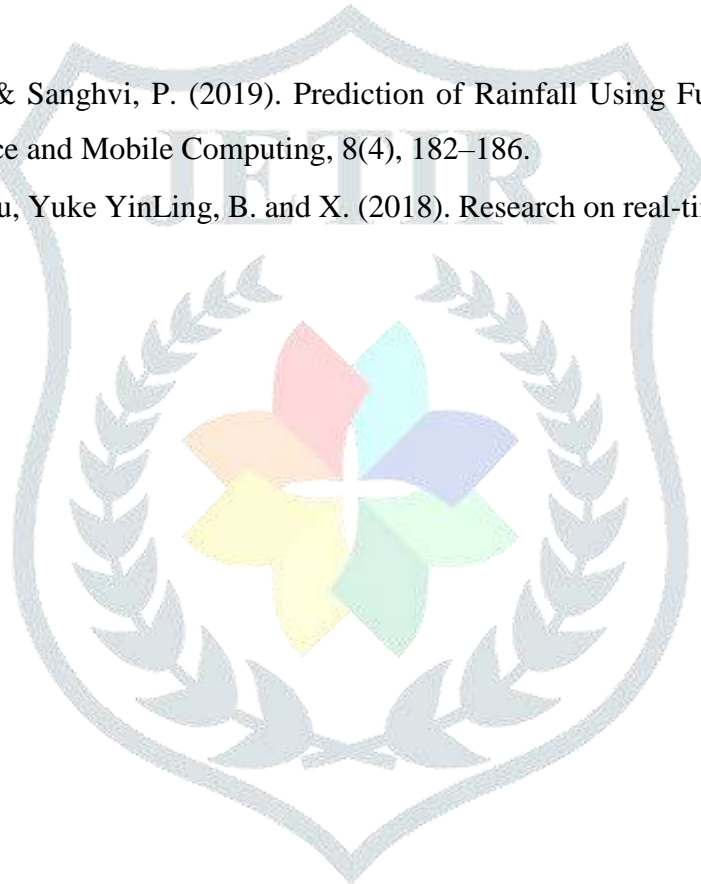 & Sanghvi, P. (2019). Prediction of Rainfall Using Fu
ce and Mobile Computing, 8(4), 182–186.
JETIR
u, Yuke YinLing, B. and X. (2018). Research on real-ti